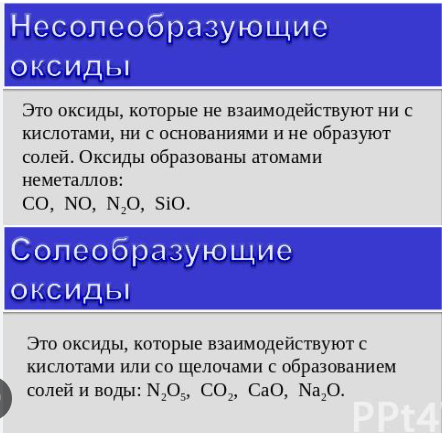 Несолеобразующие
оксиды
Это оксиды, которые не взаимодействуют ни с
кислотами, ни с основаниями и не образуют
солей. Оксиды образованы атомами
неметаллов:
CO, NO, N₂O, SiO.
Солеобразующие
оксиды
Это оксиды, которые взаимодействуют с
кислотами или со щелочами с образованием
солей и воды: N₂O₅, CO₂, CaO, Na₂O.
PPt4